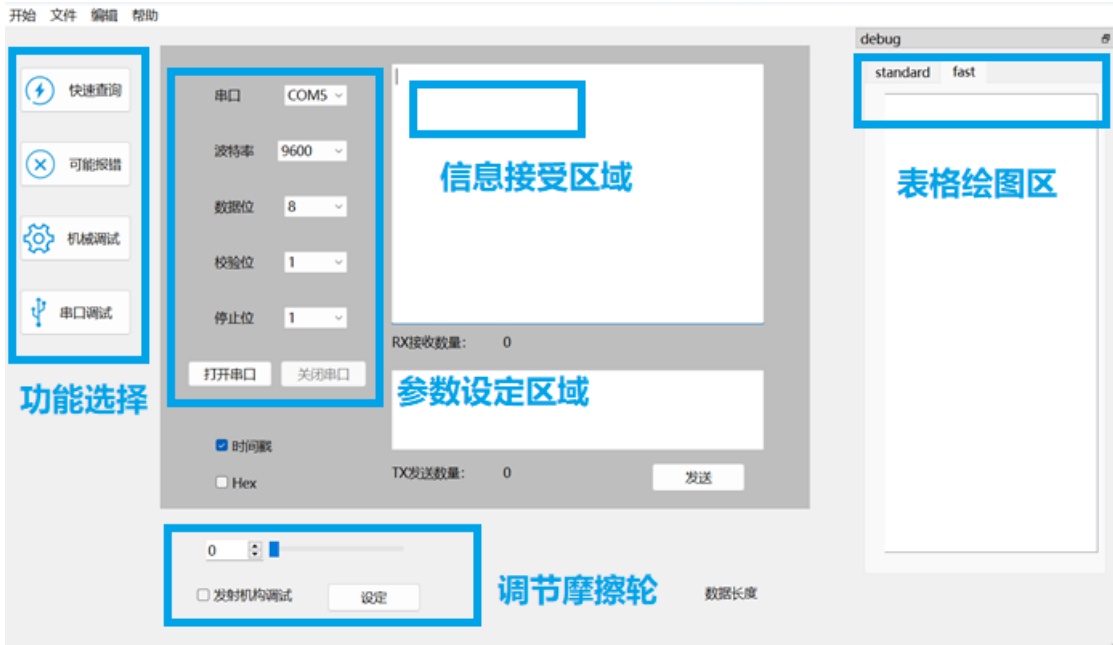 开始 文件 编辑 帮助
debug
standard fast
快速查询
可能报错
机械调试
串口调试
功能选择
串口 COM5
波特率 9600
数据位 8
校验位 1
停止位 1
打开串口 关闭串口
时间戳
Hex
信息接受区域
RX接收数量: 0
参数设定区域
TX发送数量: 0
发送
表格绘图区
0
发射机构调试 设定
调节摩擦轮
数据长度